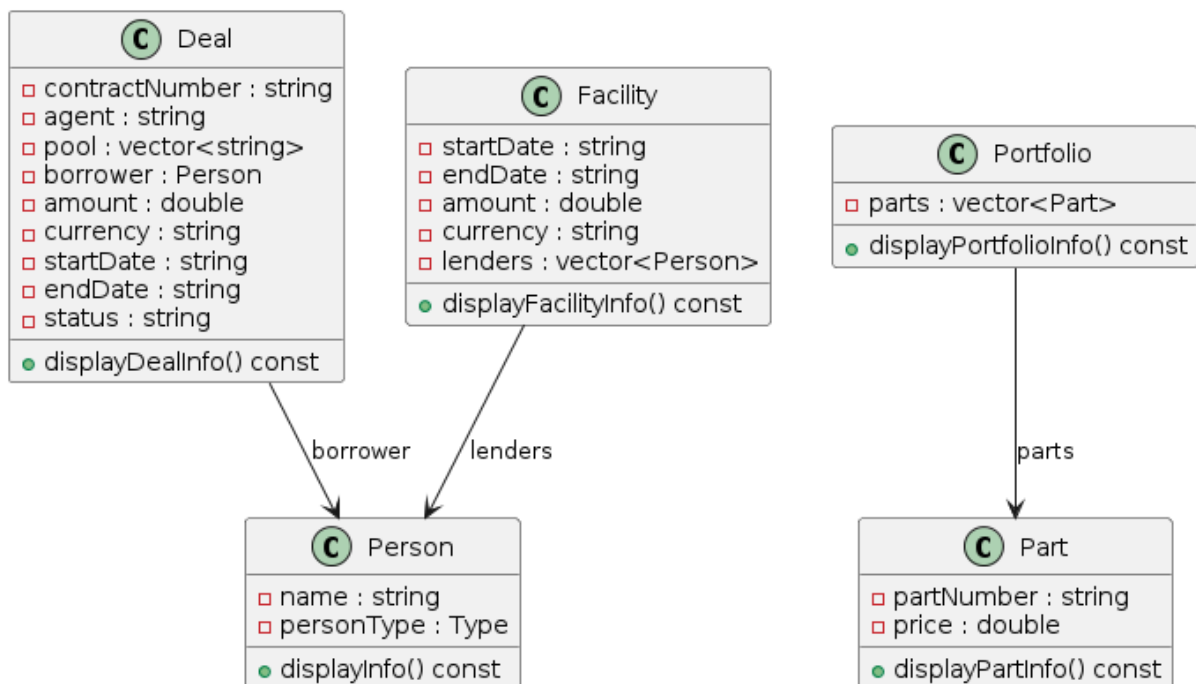 C Deal
contractNumber : string
agent : string
pool : vector<string>
borrower : Person
amount : double
currency : string
startDate : string
endDate : string
status : string
displayDealInfo() const
C Facility
startDate : string
endDate : string
amount : double
currency : string
lenders : vector<Person>
displayFacilityInfo() const
C Portfolio
parts : vector<Part>
displayPortfolioInfo() const
borrower
lenders
parts
C Person
name : string
personType : Type
displayInfo() const
C Part
partNumber : string
price : double
displayPartInfo() const